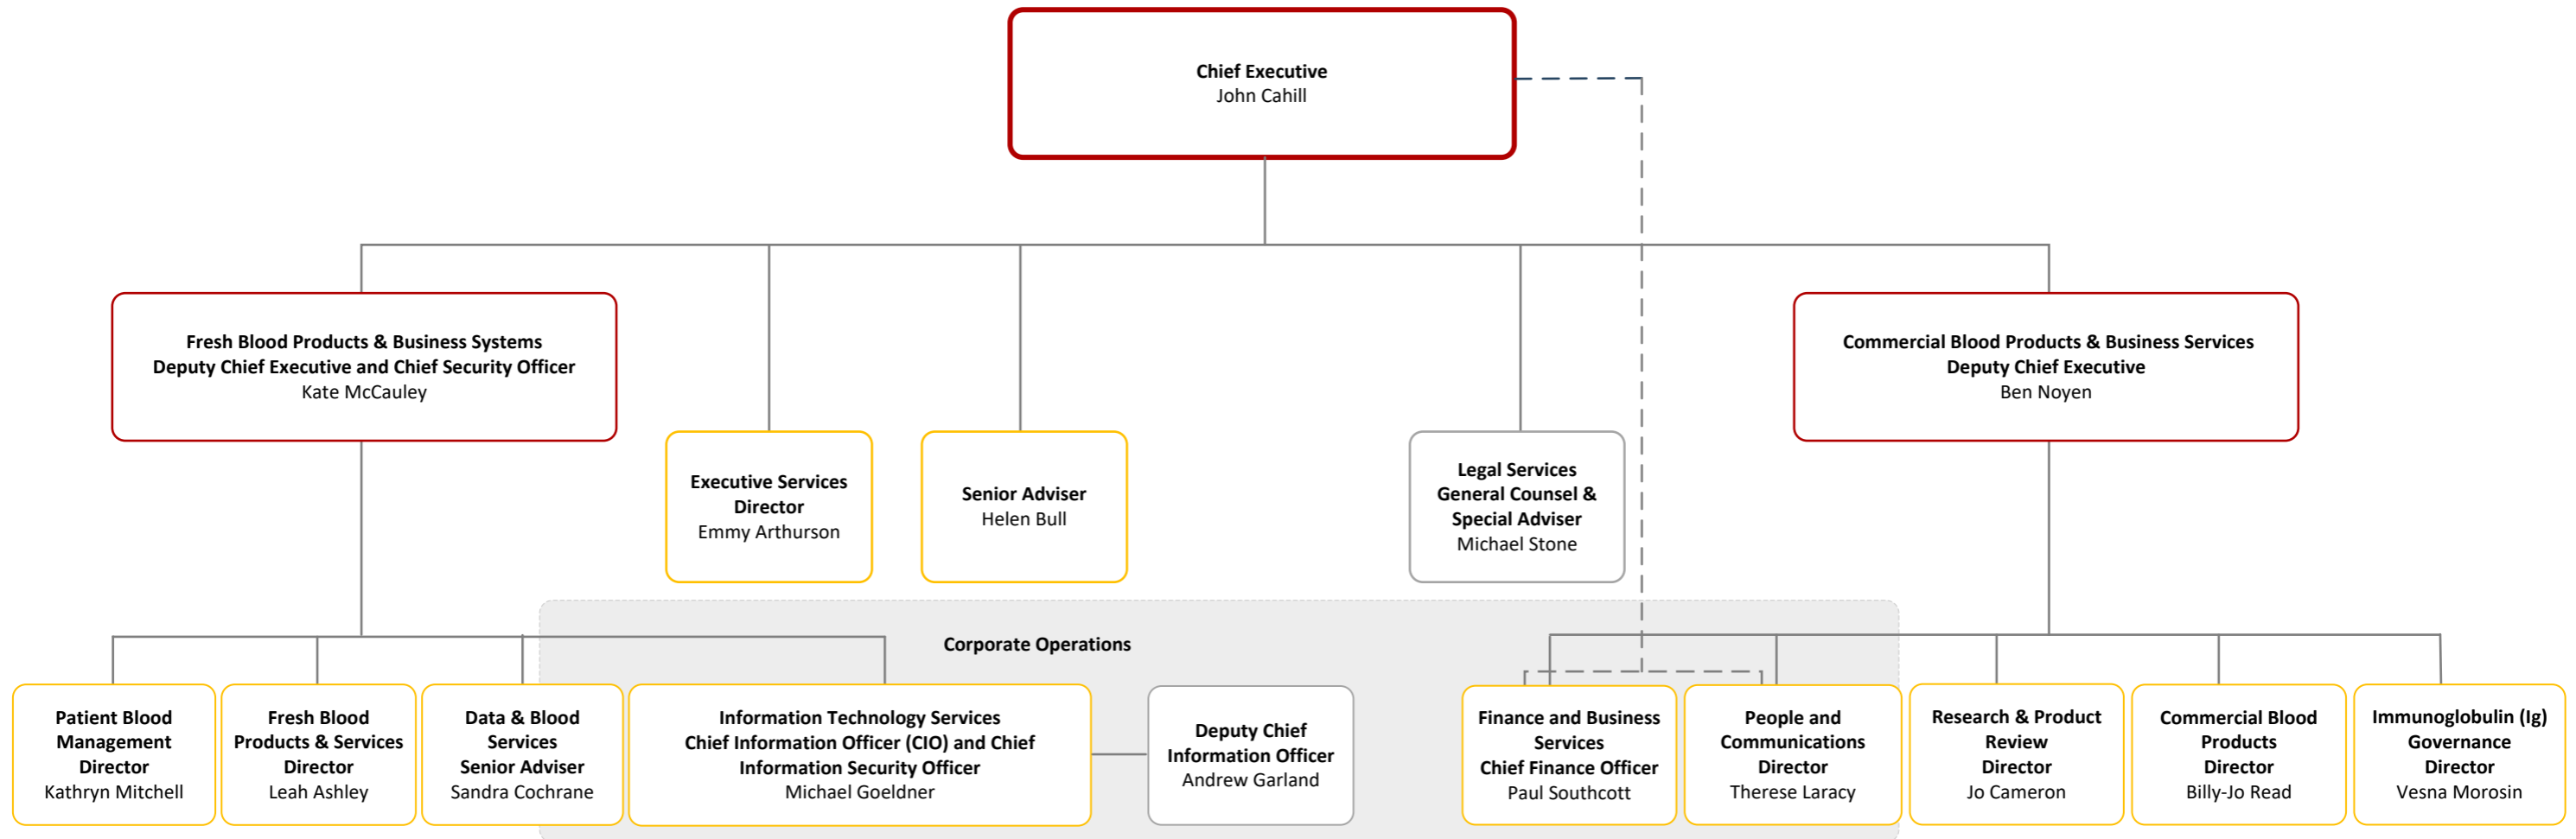 Chief Executive
John Cahill
Fresh Blood Products & Business Systems
Deputy Chief Executive and Chief Security Officer
Kate McCauley
Commercial Blood Products & Business Services
Deputy Chief Executive
Ben Noyen
Executive Services
Director
Emmy Arthurson
Senior Adviser
Helen Bull
Legal Services
General Counsel &
Special Adviser
Michael Stone
Corporate Operations
Patient Blood
Management
Director
Kathryn Mitchell
Fresh Blood
Products & Services
Director
Leah Ashley
Data & Blood
Services
Senior Adviser
Sandra Cochrane
Information Technology Services
Chief Information Officer (CIO) and Chief
Information Security Officer
Michael Goeldner
Deputy Chief
Information Officer
Andrew Garland
Finance and Business
Services
Chief Finance Officer
Paul Southcott
People and
Communications
Director
Therese Laracy
Research & Product
Review
Director
Jo Cameron
Commercial Blood
Products
Director
Billy-Jo Read
Immunoglobulin (Ig)
Governance
Director
Vesna Morosin